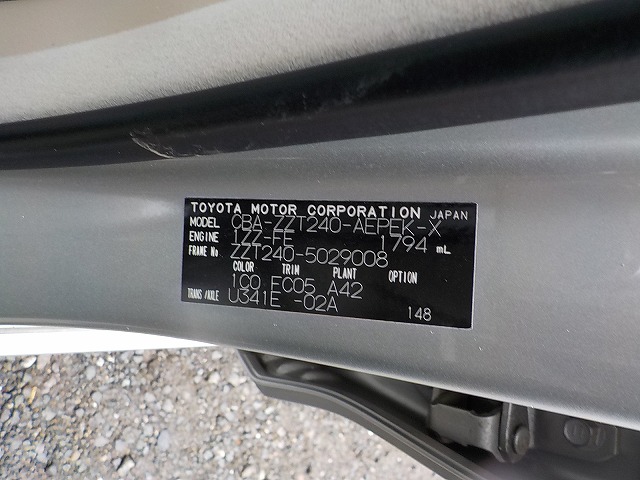 TOYOTA MOTOR CORPORATION JAPAN
MODEL CBA-ZZT240-AEPEK-X
ENGINE 1ZZ-FE 1794 mL
FRAME No ZZT240-5029008
COLOR TRIM PLANT OPTION
1C0 FC05 A42
TRANS/AXLE U341E -02A
148